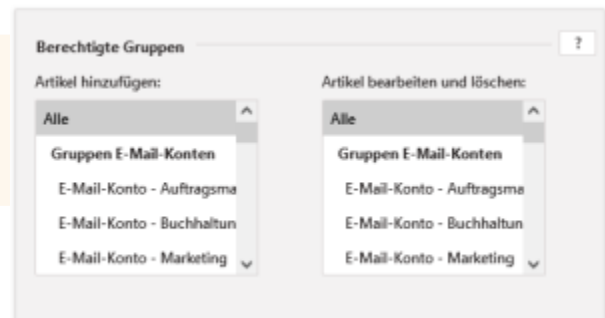 Berechtigte Gruppen
?
Artikel hinzufügen:
Alle
Gruppen E-Mail-Konten
E-Mail-Konto - Auftragsma
E-Mail-Konto - Buchhaltun
E-Mail-Konto - Marketing
Artikel bearbeiten und löschen:
Alle
Gruppen E-Mail-Konten
E-Mail-Konto - Auftragsma
E-Mail-Konto - Buchhaltun
E-Mail-Konto - Marketing